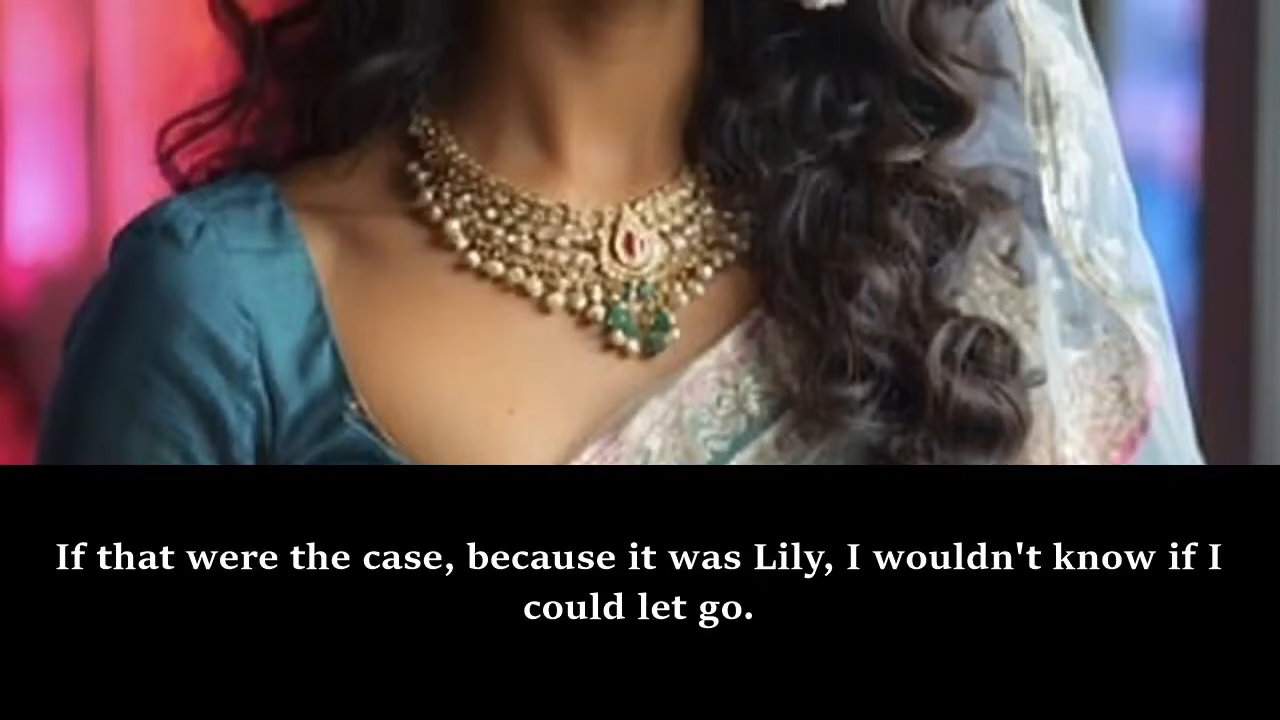 If that were the case, because it was Lily, I wouldn't know if I
could let go.